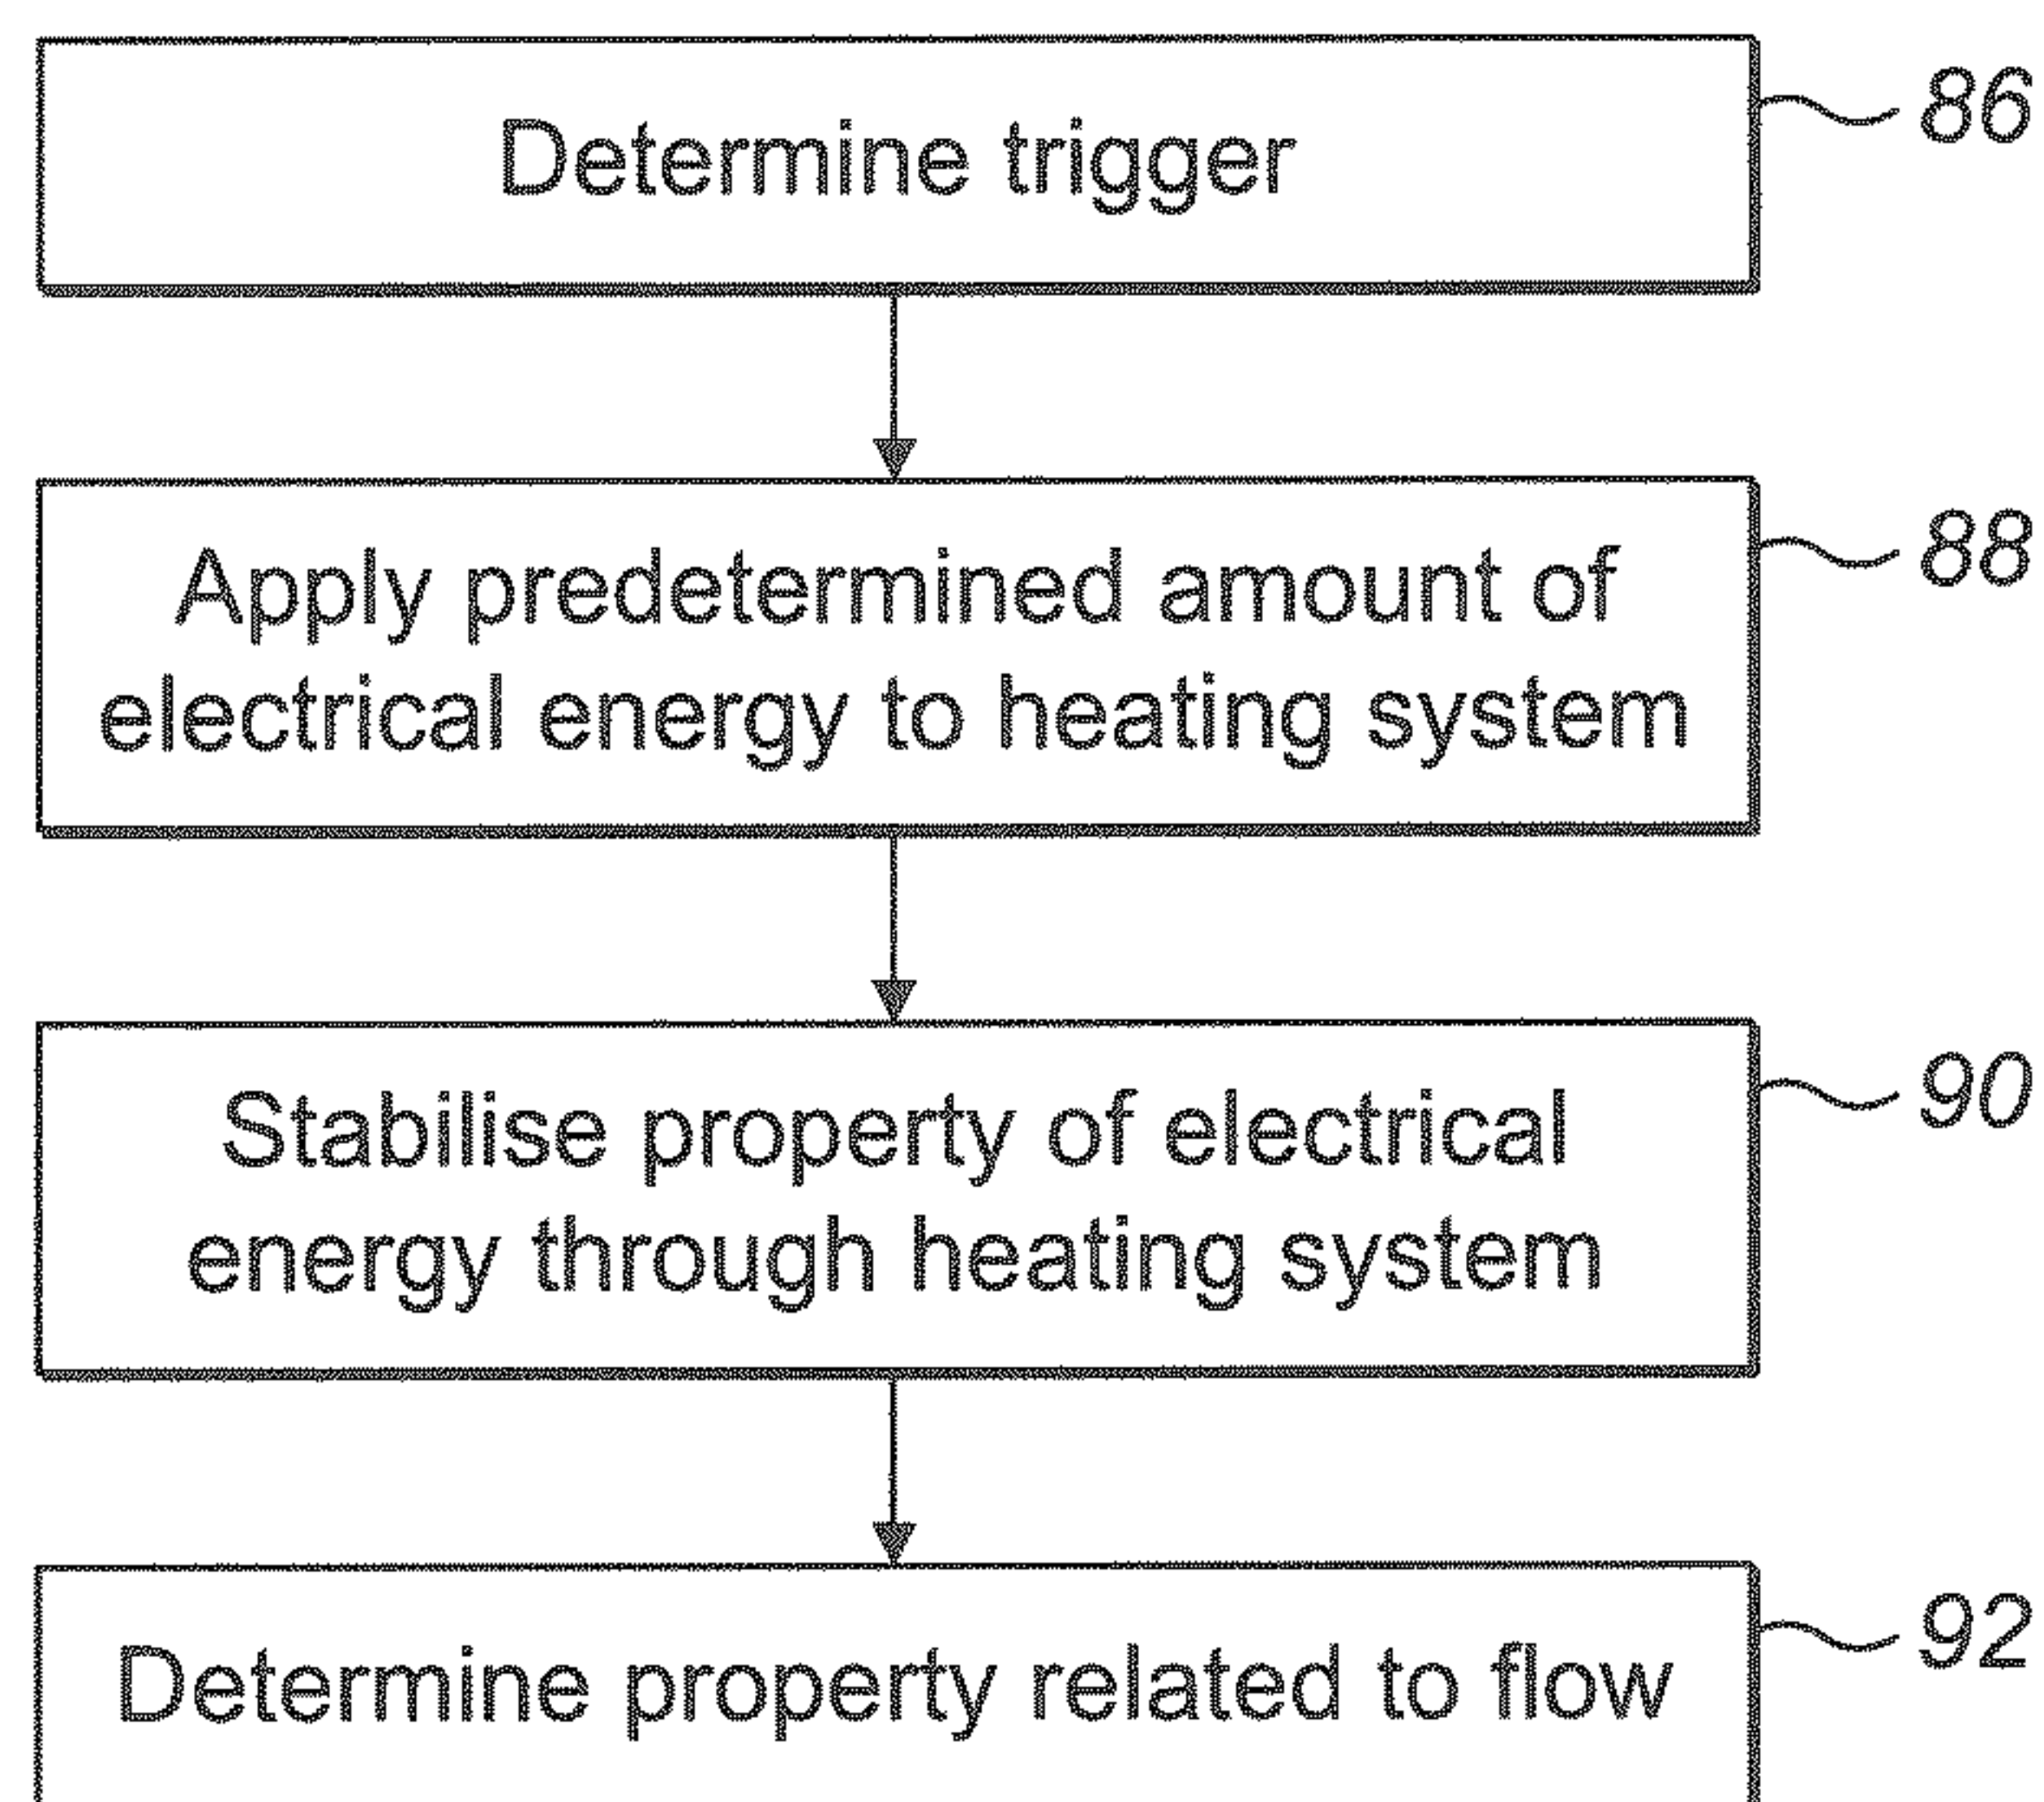 Determine trigger
86
Apply predetermined amount of
electrical energy to heating system
88
Stabilise property of electrical
energy through heating system
90
Determine property related to flow
92